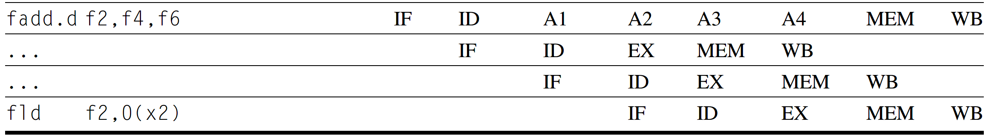 fadd.d f2,f4,f6 IF ID A1 A2 A3 A4 MEM WB
... IF ID EX MEM WB
... IF ID EX MEM WB
fld f2,0(x2) IF ID EX MEM WB